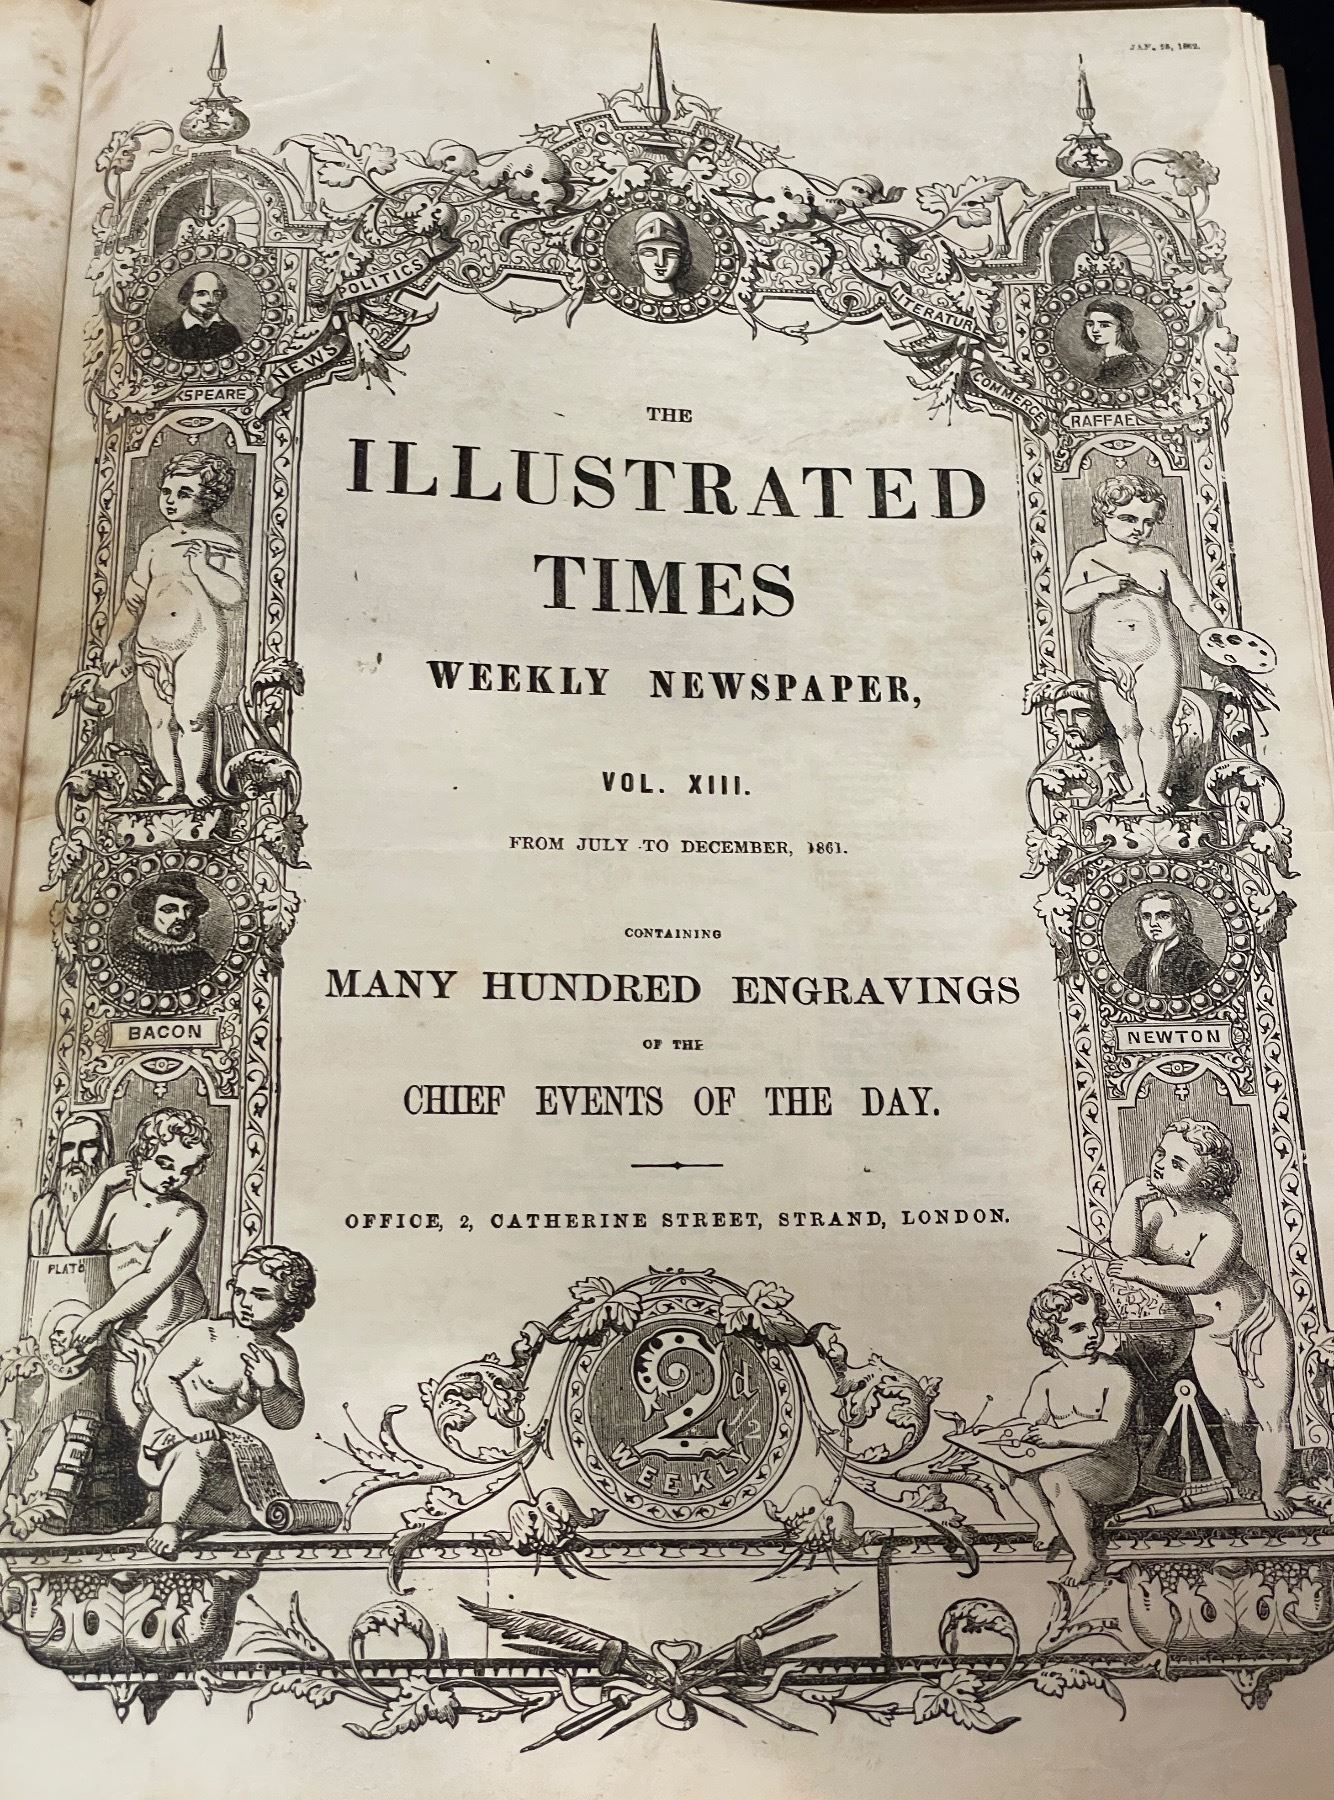 JAN. 25, 1862.
POLITICS
NEWS
LITERATUR
COMMERCE
KSPEARE
RAFFAEL
THE
ILLUSTRATED
TIMES
WEEKLY NEWSPAPER,
VOL. XIII.
FROM JULY TO DECEMBER, 1861.
CONTAINING
MANY HUNDRED ENGRAVINGS
OF THE
CHIEF EVENTS OF THE DAY.
OFFICE, 2, CATHERINE STREET, STRAND, LONDON.
BACON
NEWTON
PLATO
2d 1/2
WEEKLY